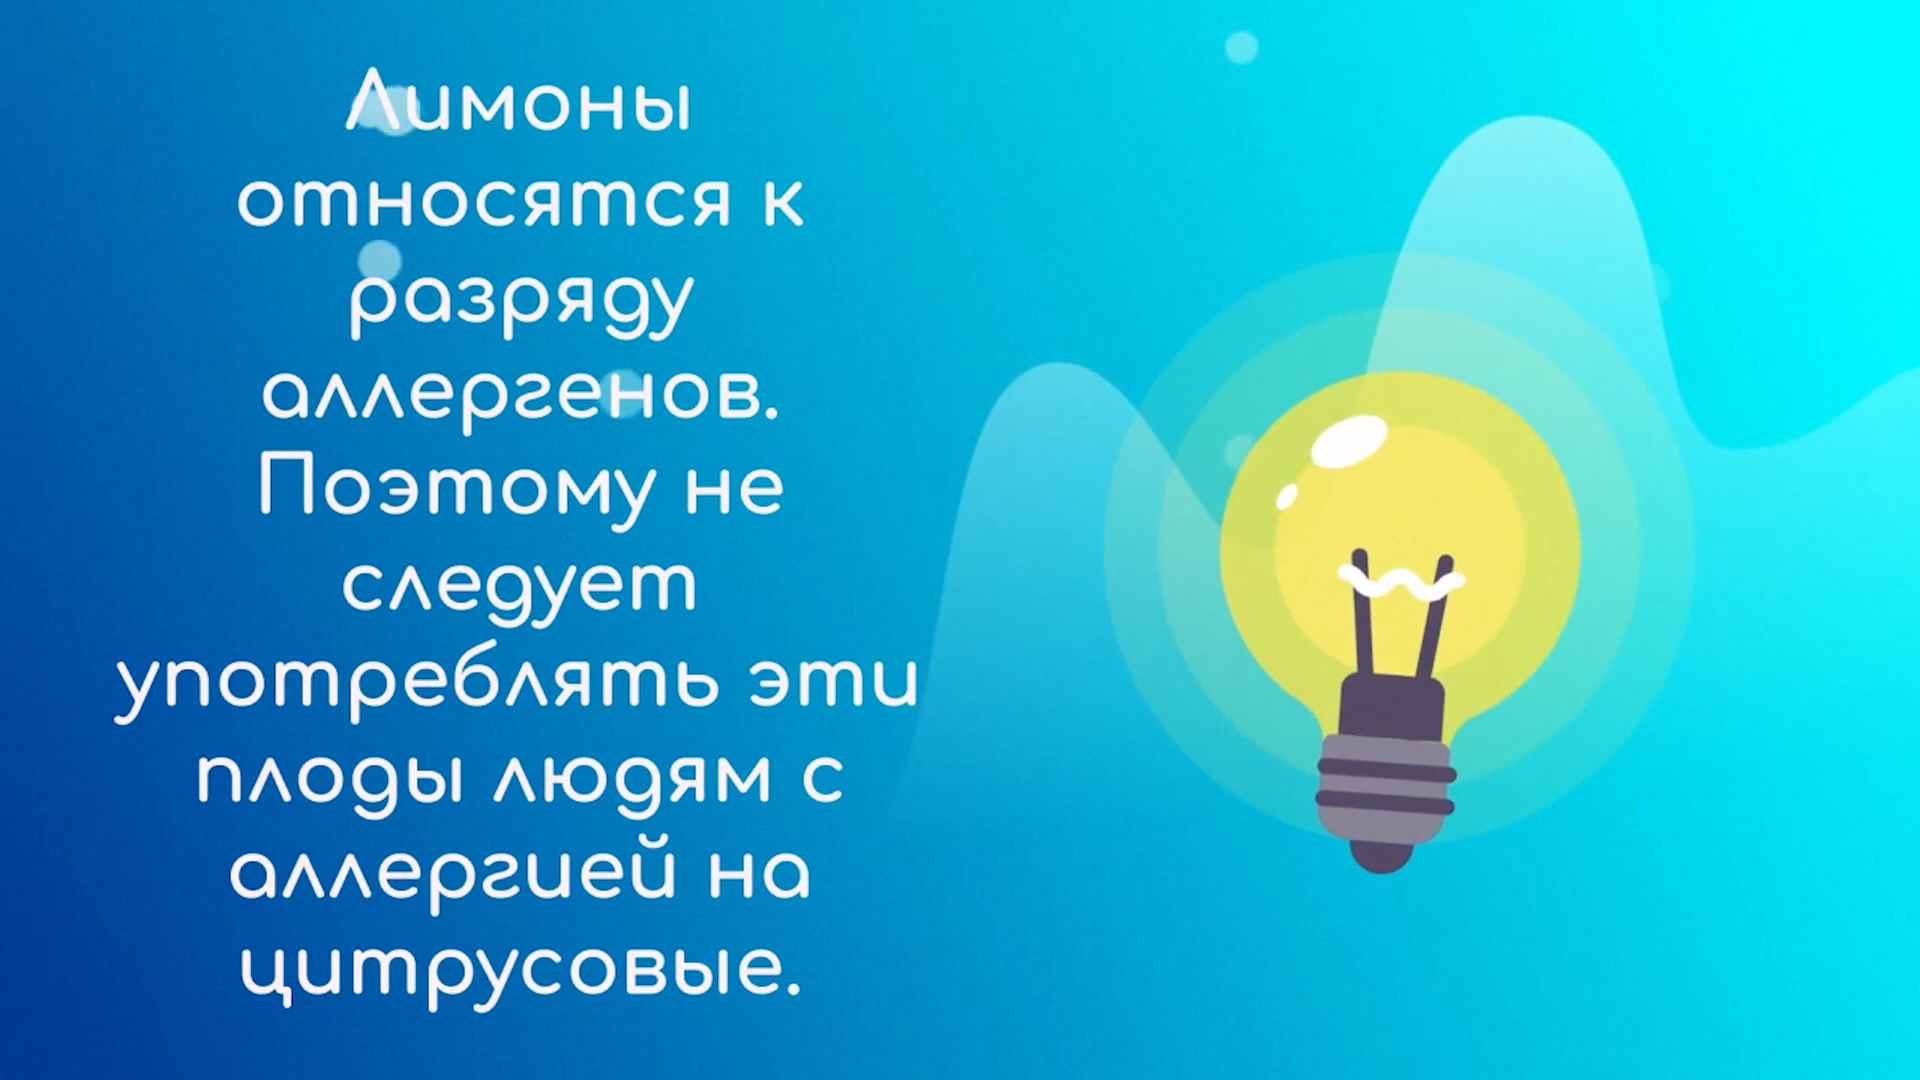 Лимоны
относятся к
разряду
аллергенов.
Поэтому не
следует
употреблять эти
плоды людям с
аллергией на
цитрусовые.